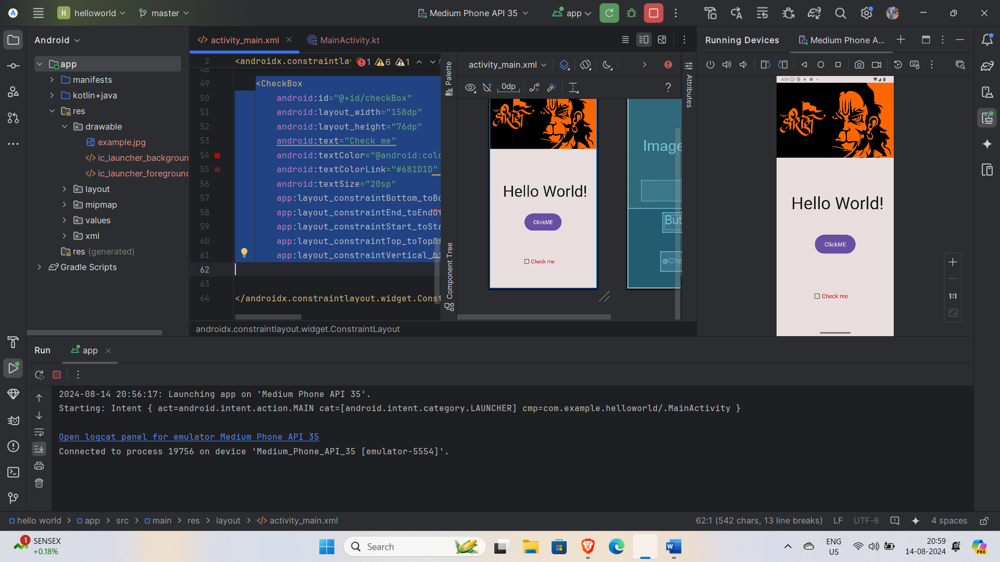 H helloworld master Medium Phone API 35 app
Android
activity_main.xml
MainActivity.kt
Running Devices
Medium Phone A...
app
manifests
kotlin+java
res
drawable
example.jpg
ic_launcher_backgroun
ic_launcher_foreground
layout
mipmap
values
xml
res (generated)
Gradle Scripts
2 <androidx.constraintla 1 6 1
48
49 <CheckBox
50 android:id="@+id/checkBox"
51 android:layout_width="158dp"
52 android:layout_height="76dp"
53 android:text="Check me"
54 android:textColor="@android:colo
55 android:textColorLink="#681D1D"
56 android:textSize="20sp"
57 app:layout_constraintBottom_toBo
58 app:layout_constraintEnd_toEndOf
59 app:layout_constraintStart_toSta
60 app:layout_constraintTop_toTopOf
61 app:layout_constraintVertical_bi
62
63
64 </androidx.constraintlayout.widget.Const
androidx.constraintlayout.widget.ConstraintLayout
Palette
Component Tree
activity_main.xml
0dp
?
Attributes
श्रीराम
Hello World!
ClickME
Check me
Image
But
Che
8:59
श्रीराम
Hello World!
ClickME
Check me
1:1
Run app
2024-08-14 20:56:17: Launching app on 'Medium Phone API 35'.
Starting: Intent { act=android.intent.action.MAIN cat=[android.intent.category.LAUNCHER] cmp=com.example.helloworld/.MainActivity }
Open logcat panel for emulator Medium Phone API 35
Connected to process 19756 on device 'Medium_Phone_API_35 [emulator-5554]'.
hello world > app > src > main > res > layout > activity_main.xml
62:1 (542 chars, 13 line breaks) LF UTF-8 4 spaces
1 SENSEX
+0.18%
Search
W
ENG
US
20:59
14-08-2024
PRE